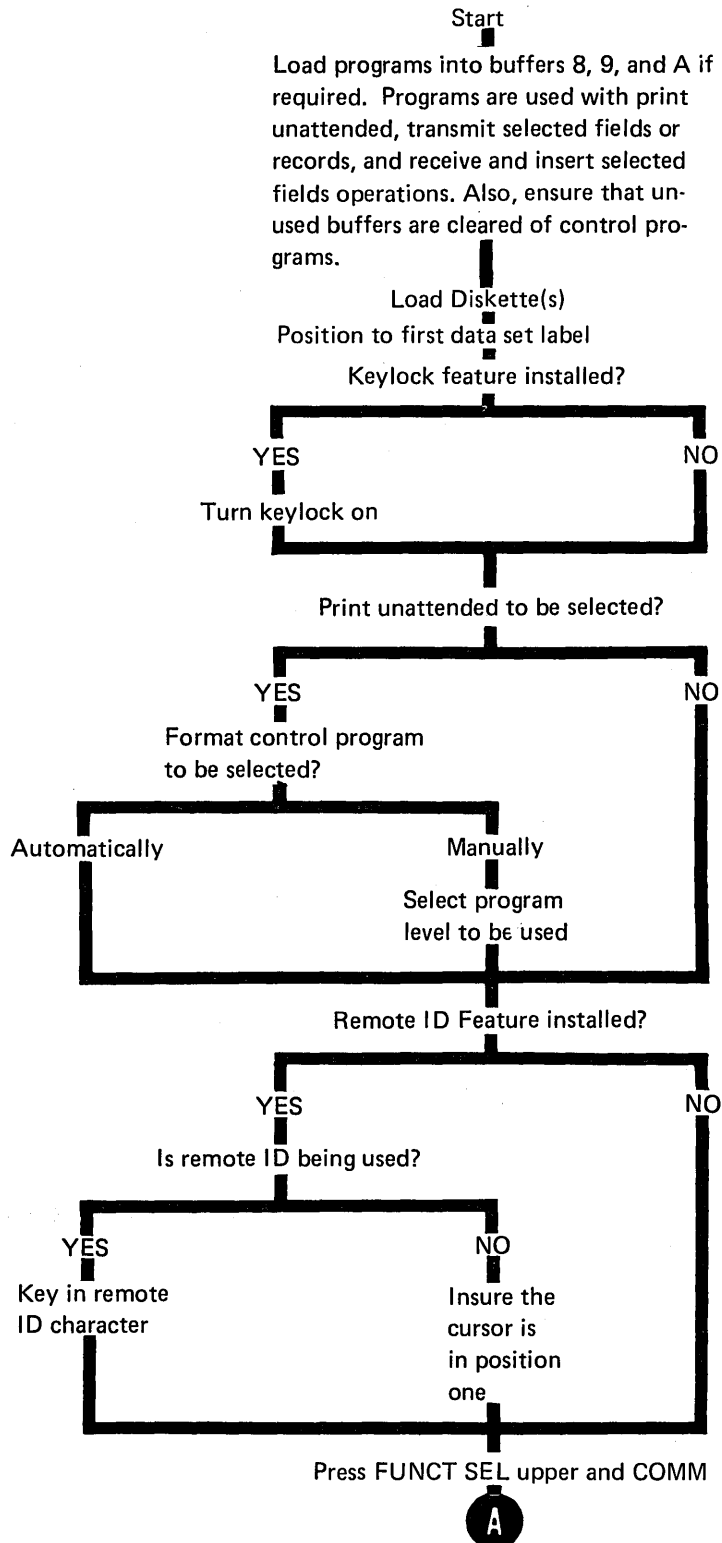 Start
Load programs into buffers 8, 9, and A if
required. Programs are used with print
unattended, transmit selected fields or
records, and receive and insert selected
fields operations. Also, ensure that un-
used buffers are cleared of control pro-
grams.
Load Diskette(s)
Position to first data set label
Keylock feature installed?
YES
NO
Turn keylock on
Print unattended to be selected?
YES
NO
Format control program
to be selected?
Automatically
Manually
Select program
level to be used
Remote ID Feature installed?
YES
NO
Is remote ID being used?
YES
NO
Key in remote
ID character
Insure the
cursor is
in position
one
Press FUNCT SEL upper and COMM
A